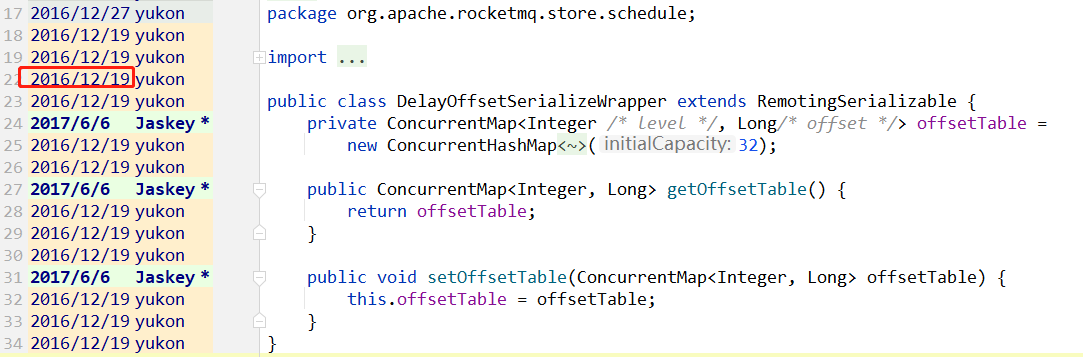 17 2016/12/27 yukon package org.apache.rocketmq.store.schedule;
18 2016/12/19 yukon
19 2016/12/19 yukon import ...
22 2016/12/19 yukon
23 2016/12/19 yukon public class DelayOffsetSerializeWrapper extends RemotingSerializable {
24 2017/6/6 Jaskey * private ConcurrentMap<Integer /* level */, Long/* offset */> offsetTable =
25 2016/12/19 yukon new ConcurrentHashMap<~>( initialCapacity: 32);
26 2016/12/19 yukon
27 2017/6/6 Jaskey * public ConcurrentMap<Integer, Long> getOffsetTable() {
28 2016/12/19 yukon return offsetTable;
29 2016/12/19 yukon }
30 2016/12/19 yukon
31 2017/6/6 Jaskey * public void setOffsetTable(ConcurrentMap<Integer, Long> offsetTable) {
32 2016/12/19 yukon this.offsetTable = offsetTable;
33 2016/12/19 yukon }
34 2016/12/19 yukon }